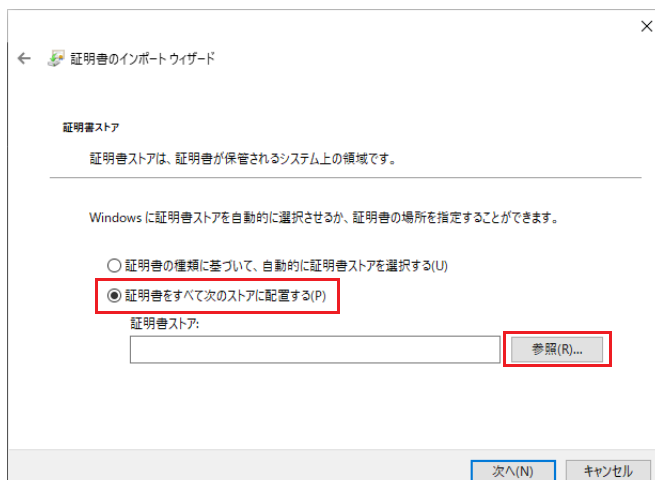 証明書のインポート ウィザード
証明書ストア
証明書ストアは、証明書が保管されるシステム上の領域です。
Windows に証明書ストアを自動的に選択させるか、証明書の場所を指定することができます。
証明書の種類に基づいて、自動的に証明書ストアを選択する(U)
証明書をすべて次のストアに配置する(P)
証明書ストア:
参照(R)...
次へ(N)
キャンセル